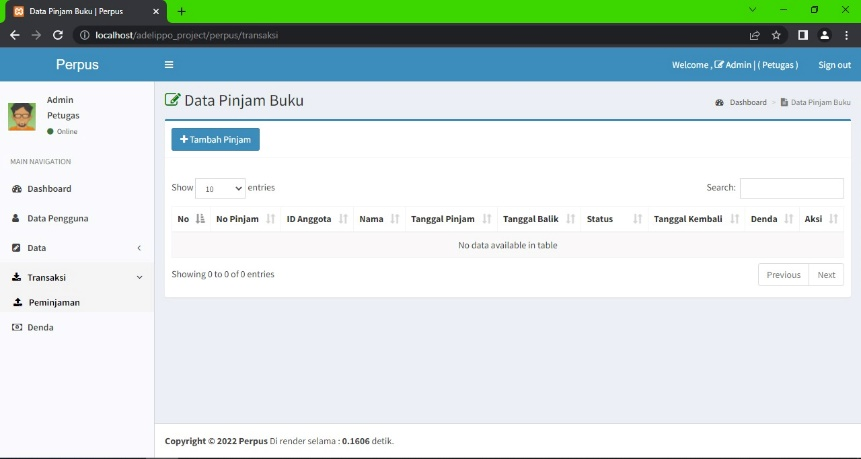 Data Pinjam Buku | Perpus
localhost/adelippo_project/perpus/transaksi
Perpus
Welcome , Admin | ( Petugas ) Sign out
Admin
Petugas
Online
MAIN NAVIGATION
Dashboard
Data Pengguna
Data
Transaksi
Peminjaman
Denda
Data Pinjam Buku
Dashboard Data Pinjam Buku
Tambah Pinjam
Show 10 entries Search:
No No Pinjam ID Anggota Nama Tanggal Pinjam Tanggal Balik Status Tanggal Kembali Denda Aksi
No data available in table
Showing 0 to 0 of 0 entries Previous Next
Copyright © 2022 Perpus Di render selama : 0.1606 detik.